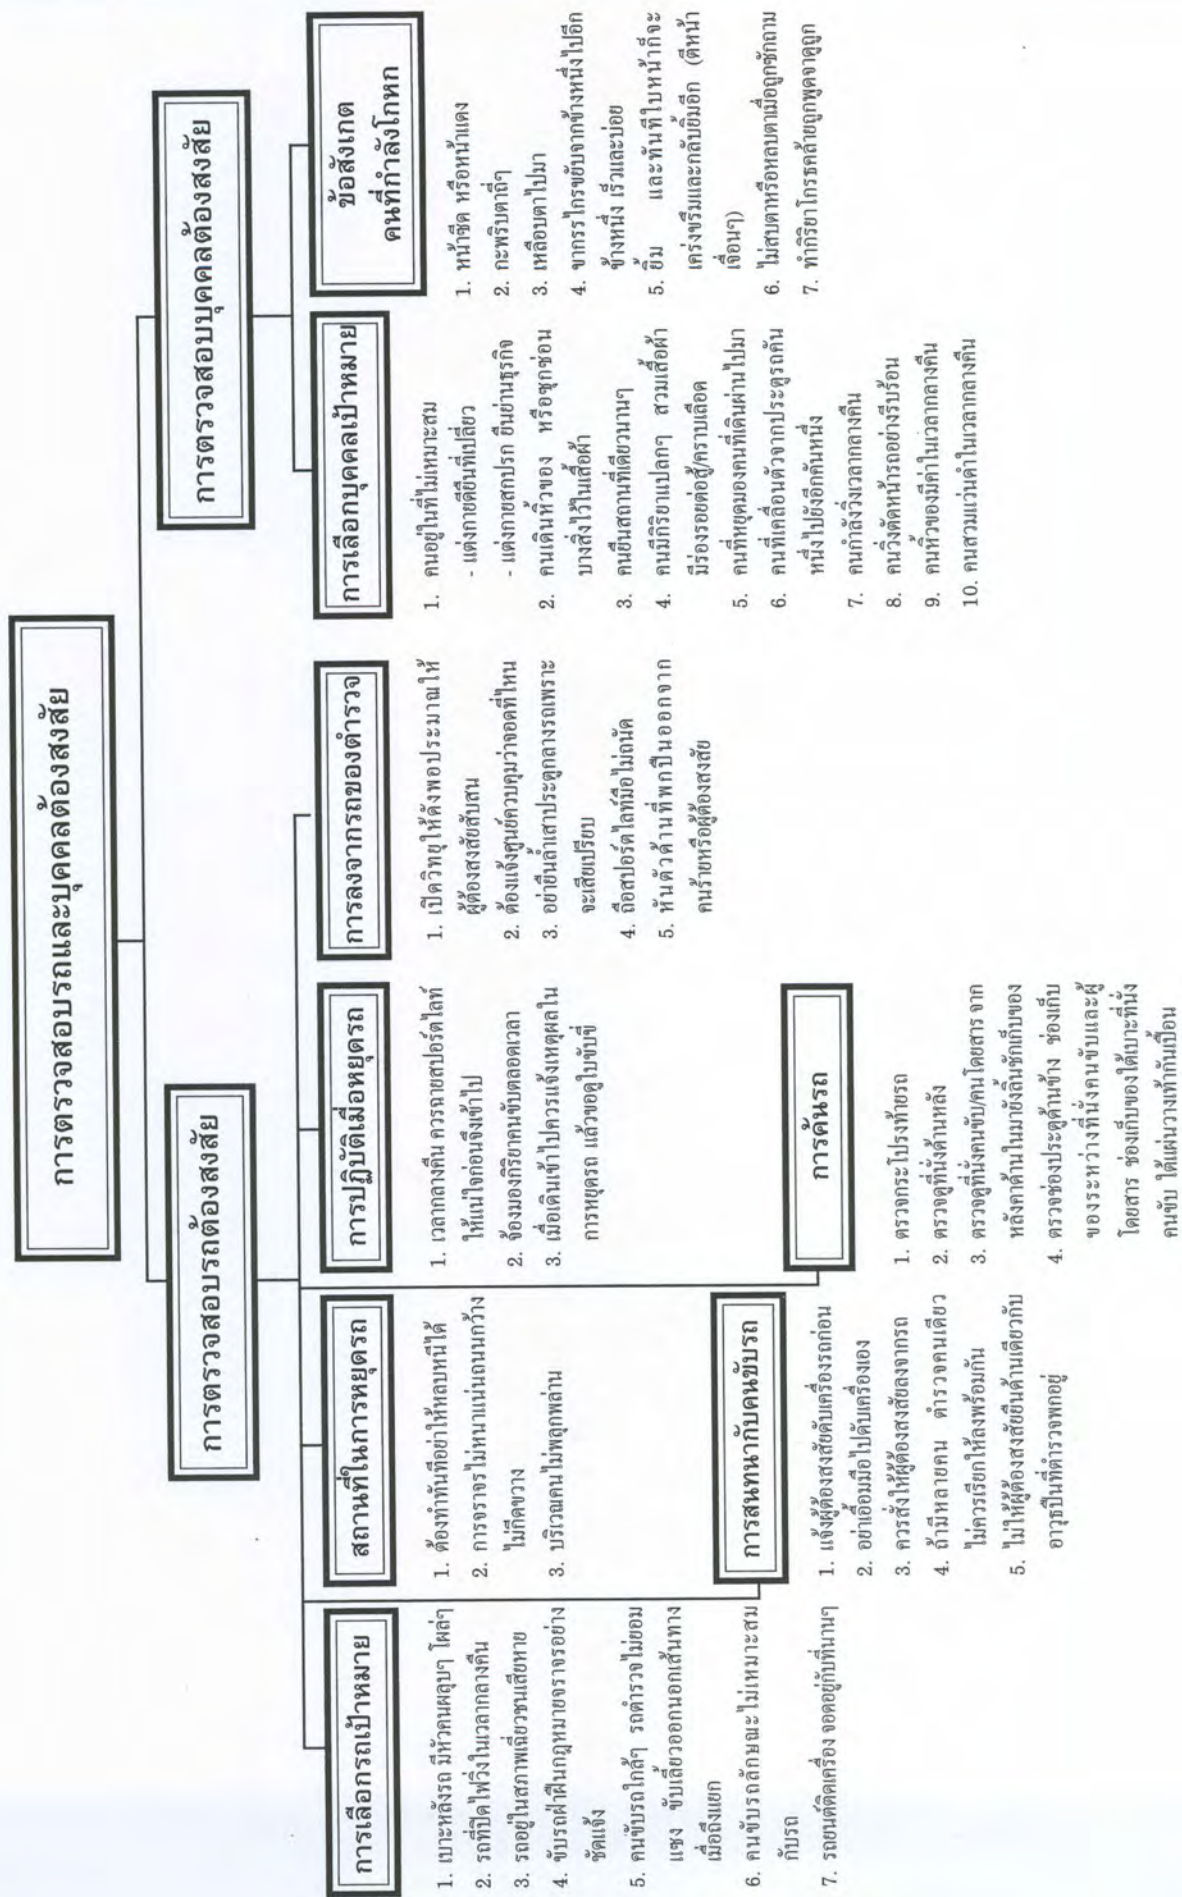 การตรวจสอบรถและบุคคลต้องสงสัย
การตรวจสอบรถต้องสงสัย
การตรวจสอบบุคคลต้องสงสัย
การเลือกรถเป้าหมาย
1. เบาะหลังรถ มีหัวคนผลุบๆ โผล่ๆ
2. รถที่ปิดไฟวิ่งในเวลากลางคืน
3. รถอยู่ในสภาพเฉี่ยวชนเสียหาย
4. ขับรถฝ่าฝืนกฎหมายจราจรอย่าง
ชัดแจ้ง
5. คนขับรถใกล้ๆ รถตำรวจไม่ยอม
แซง ขับเลี้ยวออกนอกเส้นทาง
เมื่อถึงแยก
6. คนขับรถลักษณะไม่เหมาะสม
กับรถ
7. รถยนต์ติดเครื่อง จอดอยู่กับที่นานๆ
สถานที่ในการหยุดรถ
1. ต้องทำทันทีอย่าให้หลบหนีได้
2. การจราจรไม่หนาแน่นถนนกว้าง
ไม่กีดขวาง
3. บริเวณคนไม่พลุกพล่าน
การปฏิบัติเมื่อหยุดรถ
1. เวลากลางคืน ควรฉายสปอร์ตไลท์
ให้แน่ใจก่อนจึงเข้าไป
2. จ้องมองกิริยาคนขับตลอดเวลา
3. เมื่อเดินเข้าไปควรแจ้งเหตุผลใน
การหยุดรถ แล้วขอดูใบขับขี่
การลงจากรถของตำรวจ
1. เปิดวิทยุให้ดังพอประมาณให้
ผู้ต้องสงสัยสับสน
2. ต้องแจ้งศูนย์ควบคุมว่าจอดที่ไหน
3. อย่ายืนล้ำเสาประตูกลางรถเพราะ
จะเสียเปรียบ
4. ถือสปอร์ตไลท์มือไม่ถนัด
5. หันตัวด้านที่พกปืนออกจาก
คนร้ายหรือผู้ต้องสงสัย
การสนทนากับคนขับรถ
1. แจ้งผู้ต้องสงสัยดับเครื่องรถก่อน
2. อย่าเอื้อมมือไปดับเครื่องเอง
3. ควรสั่งให้ผู้ต้องสงสัยลงจากรถ
4. ถ้ามีหลายคน ตำรวจคนเดียว
ไม่ควรเรียกให้ลงพร้อมกัน
5. ไม่ให้ผู้ต้องสงสัยยืนด้านเดียวกับ
อาวุธปืนที่ตำรวจพกอยู่
การค้นรถ
1. ตรวจกระโปรงท้ายรถ
2. ตรวจดูที่นั่งด้านหลัง
3. ตรวจดูที่นั่งคนขับ/คนโดยสาร จาก
หลังคาด้านในมายังลิ้นชักเก็บของ
4. ตรวจช่องประตูด้านข้าง ช่องเก็บ
ของระหว่างที่นั่งคนขับและผู้
โดยสาร ช่องเก็บของใต้เบาะที่นั่ง
คนขับ ใต้แผ่นวางเท้ากันเปื้อน
การเลือกบุคคลเป้าหมาย
1. คนอยู่ในที่ไม่เหมาะสม
- แต่งกายดียืนที่เปลี่ยว
- แต่งกายสกปรก ยืนย่านธุรกิจ
2. คนเดินหิ้วของ หรือซุกซ่อน
บางสิ่งไว้ในเสื้อผ้า
3. คนยืนสถานที่เดียวนานๆ
4. คนมีกิริยาแปลกๆ สวมเสื้อผ้า
มีร่องรอยต่อสู้/คราบเลือด
5. คนที่หยุดมองคนที่เดินผ่านไปมา
6. คนที่เคลื่อนตัวจากประตูรถคัน
หนึ่งไปยังอีกคันหนึ่ง
7. คนกำลังวิ่งเวลากลางคืน
8. คนวิ่งตัดหน้ารถอย่างรีบร้อน
9. คนหิ้วของมีค่าในเวลากลางคืน
10. คนสวมแว่นดำในเวลากลางคืน
ข้อสังเกต
คนที่กำลังโกหก
1. หน้าซีด หรือหน้าแดง
2. กะพริบตาถี่ๆ
3. เหลือบตาไปมา
4. ขากรรไกรขยับจากข้างหนึ่งไปอีก
ข้างหนึ่ง เร็วและบ่อย
5. ยิ้ม และทันทีใบหน้าก็จะ
เคร่งขรึมและกลับยิ้มอีก (ตีหน้า
เจื่อนๆ)
6. ไม่สบตาหรือหลบตาเมื่อถูกซักถาม
7. ทำกิริยาโกรธคล้ายถูกพูดจาดูถูก